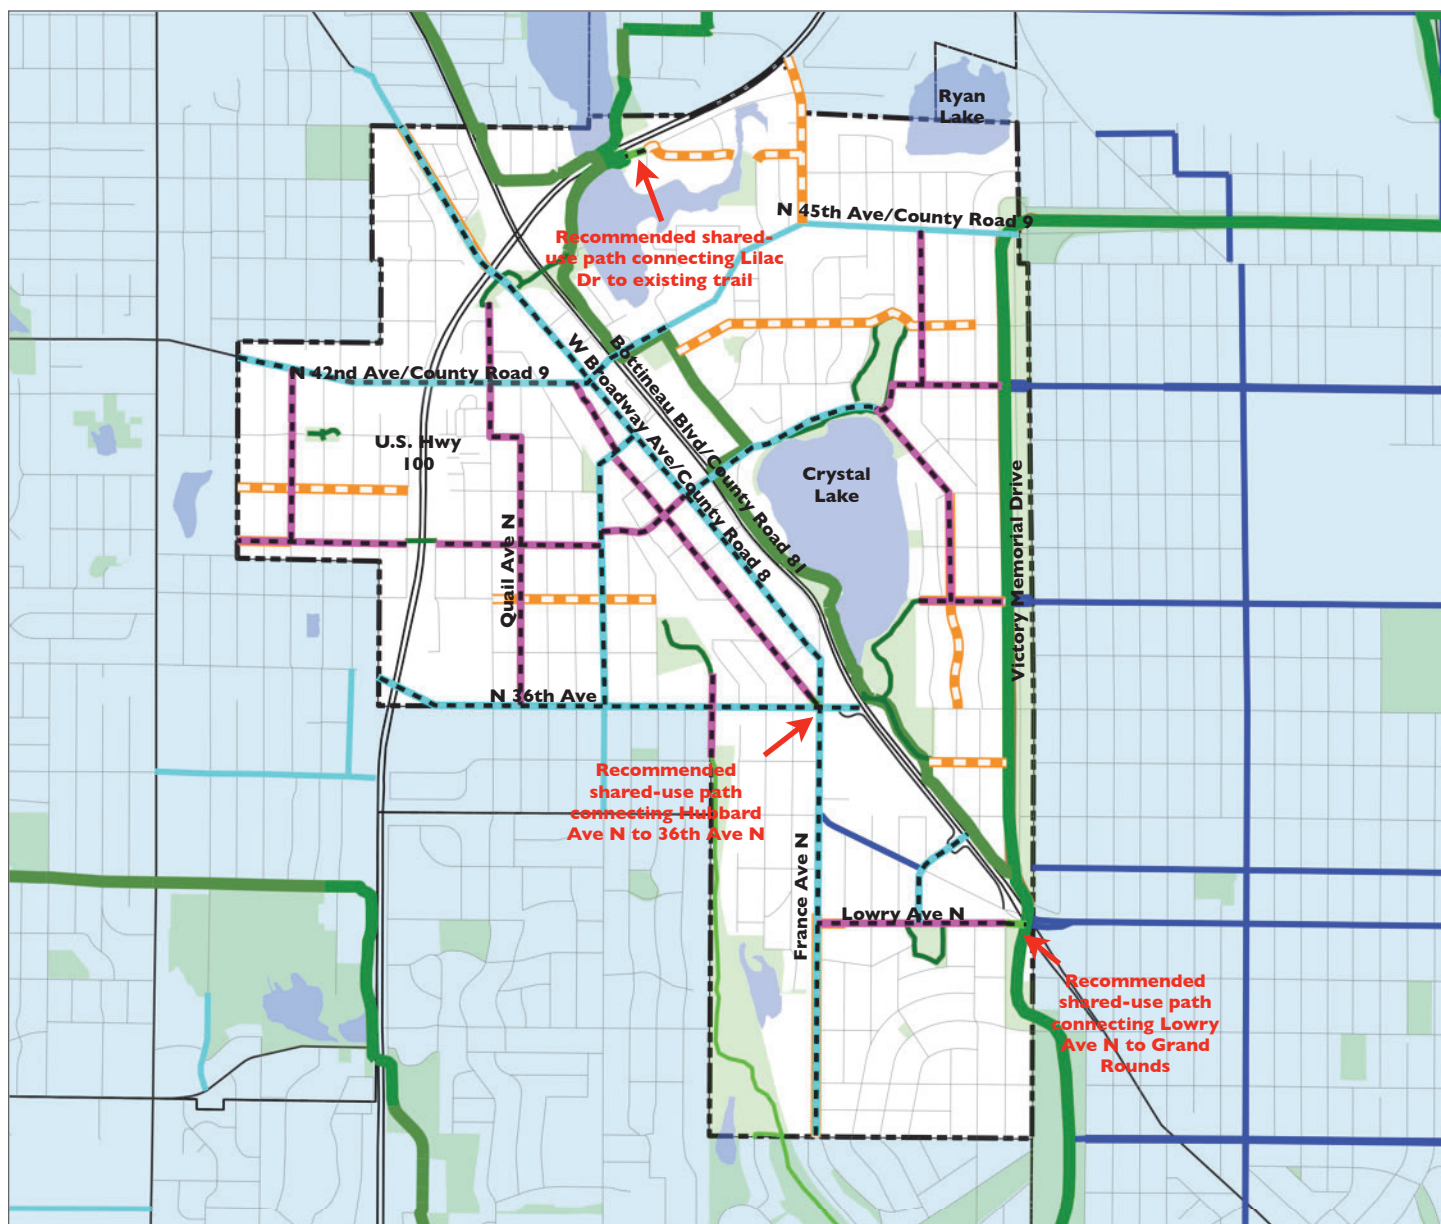 Ryan
Lake
N 45th Ave/County Road 9
Recommended shared-
use path connecting Lilac
Dr to existing trail
N 42nd Ave/County Road 9
W Broadway Ave/County Road 8
Bottineau Blvd/County Road 81
U.S. Hwy
100
Crystal
Lake
Quail Ave N
Victory Memorial Drive
N 36th Ave
Recommended
shared-use path
connecting Hubbard
Ave N to 36th Ave N
France Ave N
Lowry Ave N
Recommended
shared-use path
connecting Lowry
Ave N to Grand
Rounds